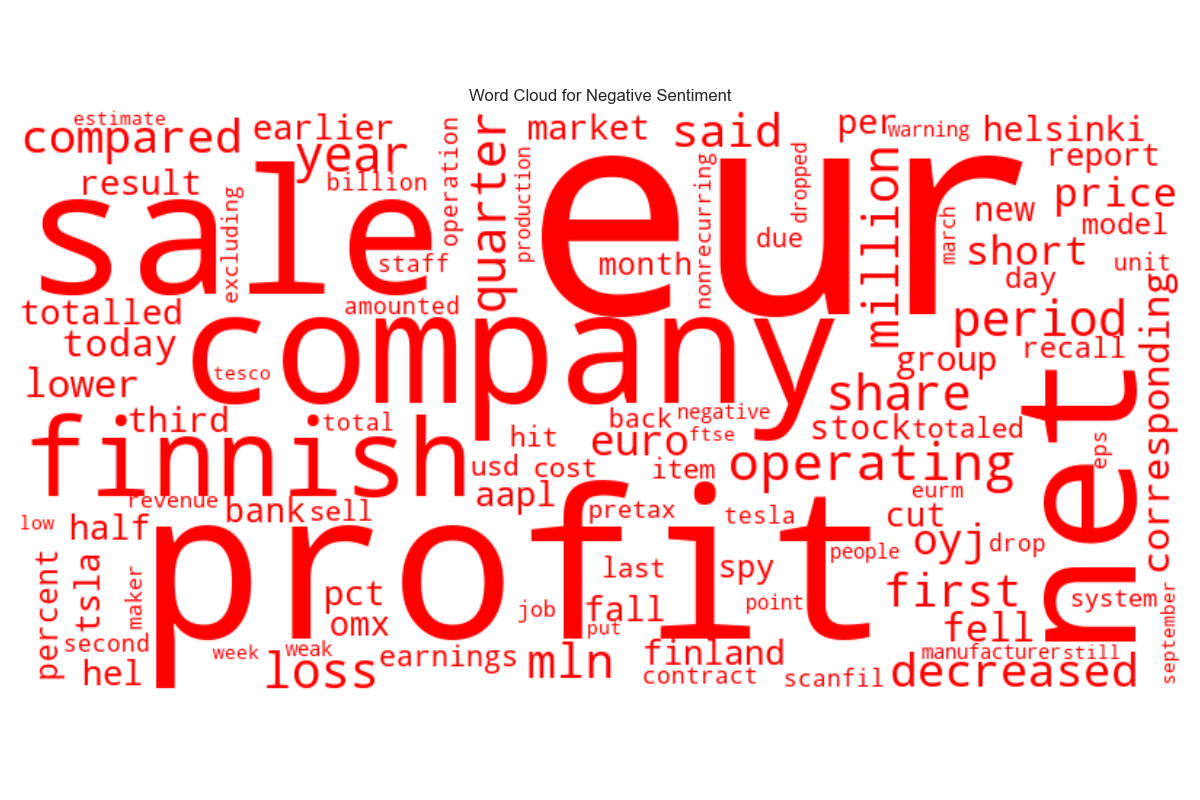 Word Cloud for Negative Sentiment
estimate
compared
earlier
year
billion
operation
quarter
market
production
said
per
warning
helsinki
report
result
sale
eur
excluding
staff
month
nonrecurring
due
dropped
million
march
new
price
model
short
day
unit
totalled
amounted
today
company
period
recall
corresponding
group
lower
tesco
share
net
third
total
back
negative
ftse
stock
totaled
finnish
hit
euro
usd
cost
item
operating
eps
aapl
eurm
revenue
bank
sell
pretax
tesla
cut
low
half
profit
people
oyj
drop
percent
tsla
maker
pct
omx
last
spy
first
system
job
fall
point
put
fell
second
week
weak
earnings
mln
finland
manufacturer
still
september
hel
loss
contract
scanfil
decreased